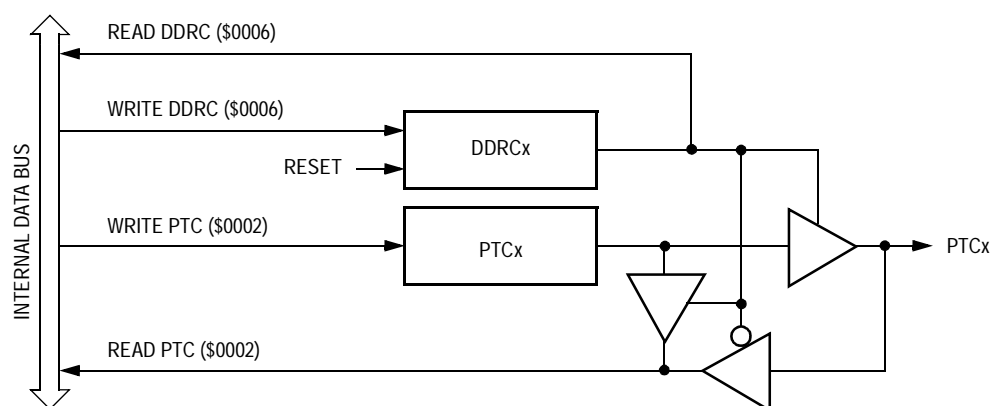 READ DDRC ($0006)
WRITE DDRC ($0006)
DDRCx
RESET
WRITE PTC ($0002)
PTCx
PTCx
READ PTC ($0002)
INTERNAL DATA BUS